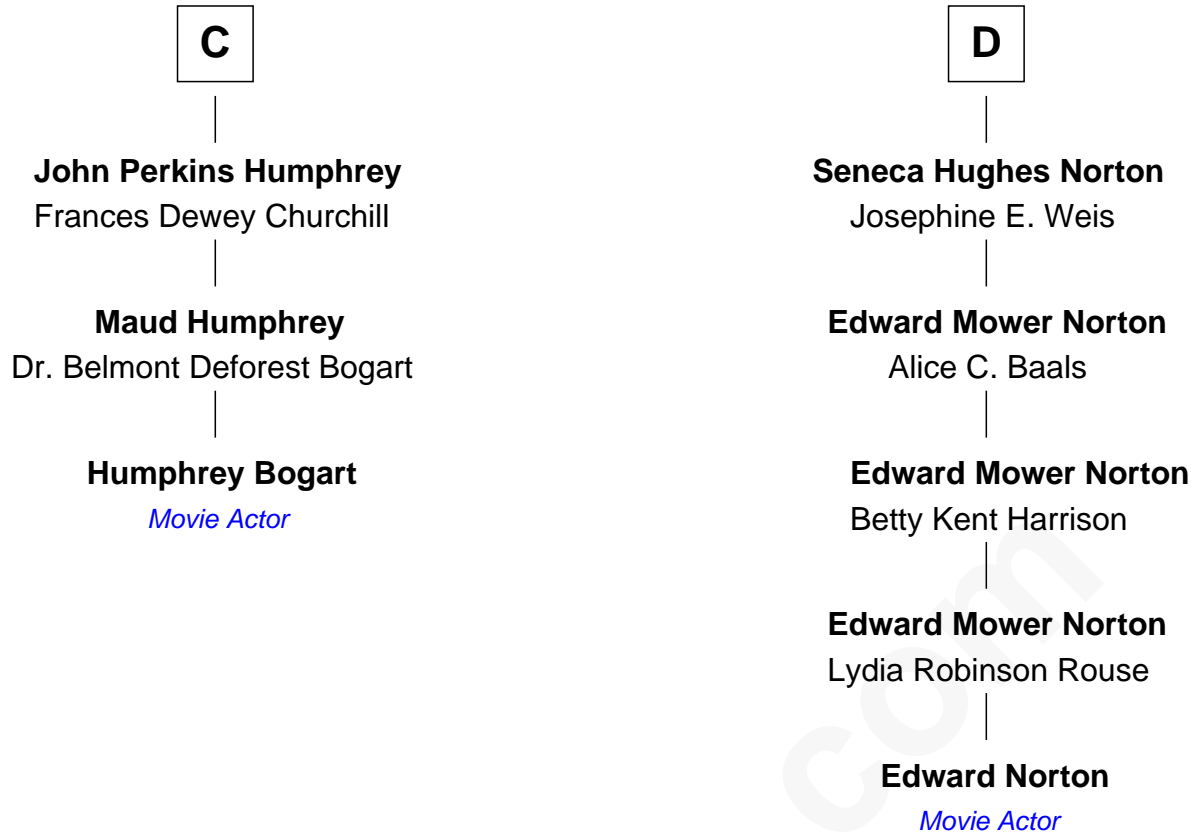 C
John Perkins Humphrey
Frances Dewey Churchill
Maud Humphrey
Dr. Belmont Deforest Bogart
Humphrey Bogart
Movie Actor
D
Seneca Hughes Norton
Josephine E. Weis
Edward Mower Norton
Alice C. Baals
Edward Mower Norton
Betty Kent Harrison
Edward Mower Norton
Lydia Robinson Rouse
Edward Norton
Movie Actor
com